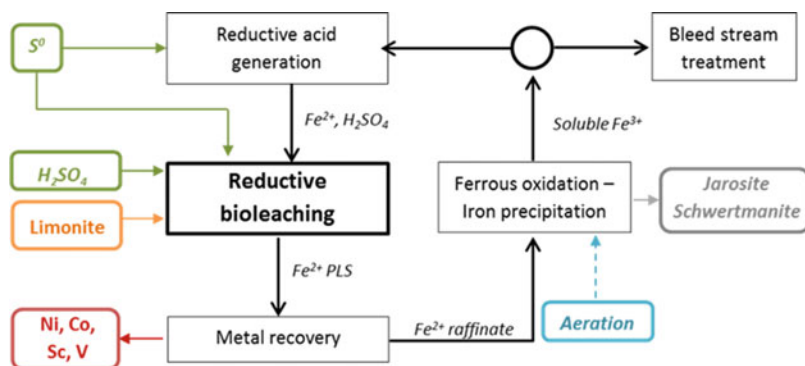 S⁰
Reductive acid
generation
Bleed stream
treatment
Fe²⁺, H₂SO₄
Soluble Fe³⁺
H₂SO₄
Limonite
Reductive
bioleaching
Ferrous oxidation –
Iron precipitation
Jarosite
Schwertmanite
Fe²⁺ PLS
Ni, Co,
Sc, V
Metal recovery
Fe²⁺ raffinate
Aeration